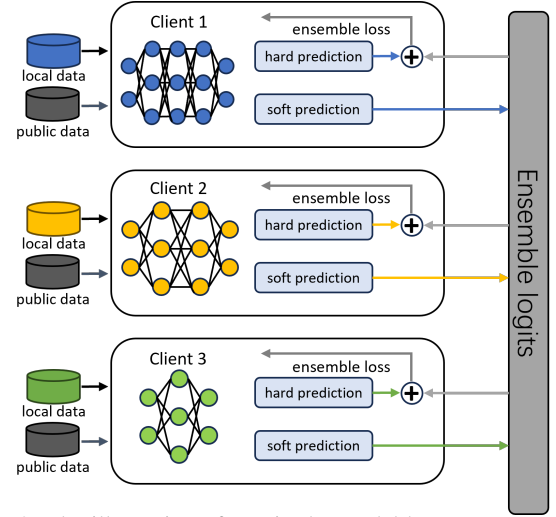 Client 1
ensemble loss
hard prediction
local data
soft prediction
public data
Client 2
ensemble loss
hard prediction
local data
soft prediction
public data
Client 3
ensemble loss
hard prediction
local data
soft prediction
public data
Ensemble logits